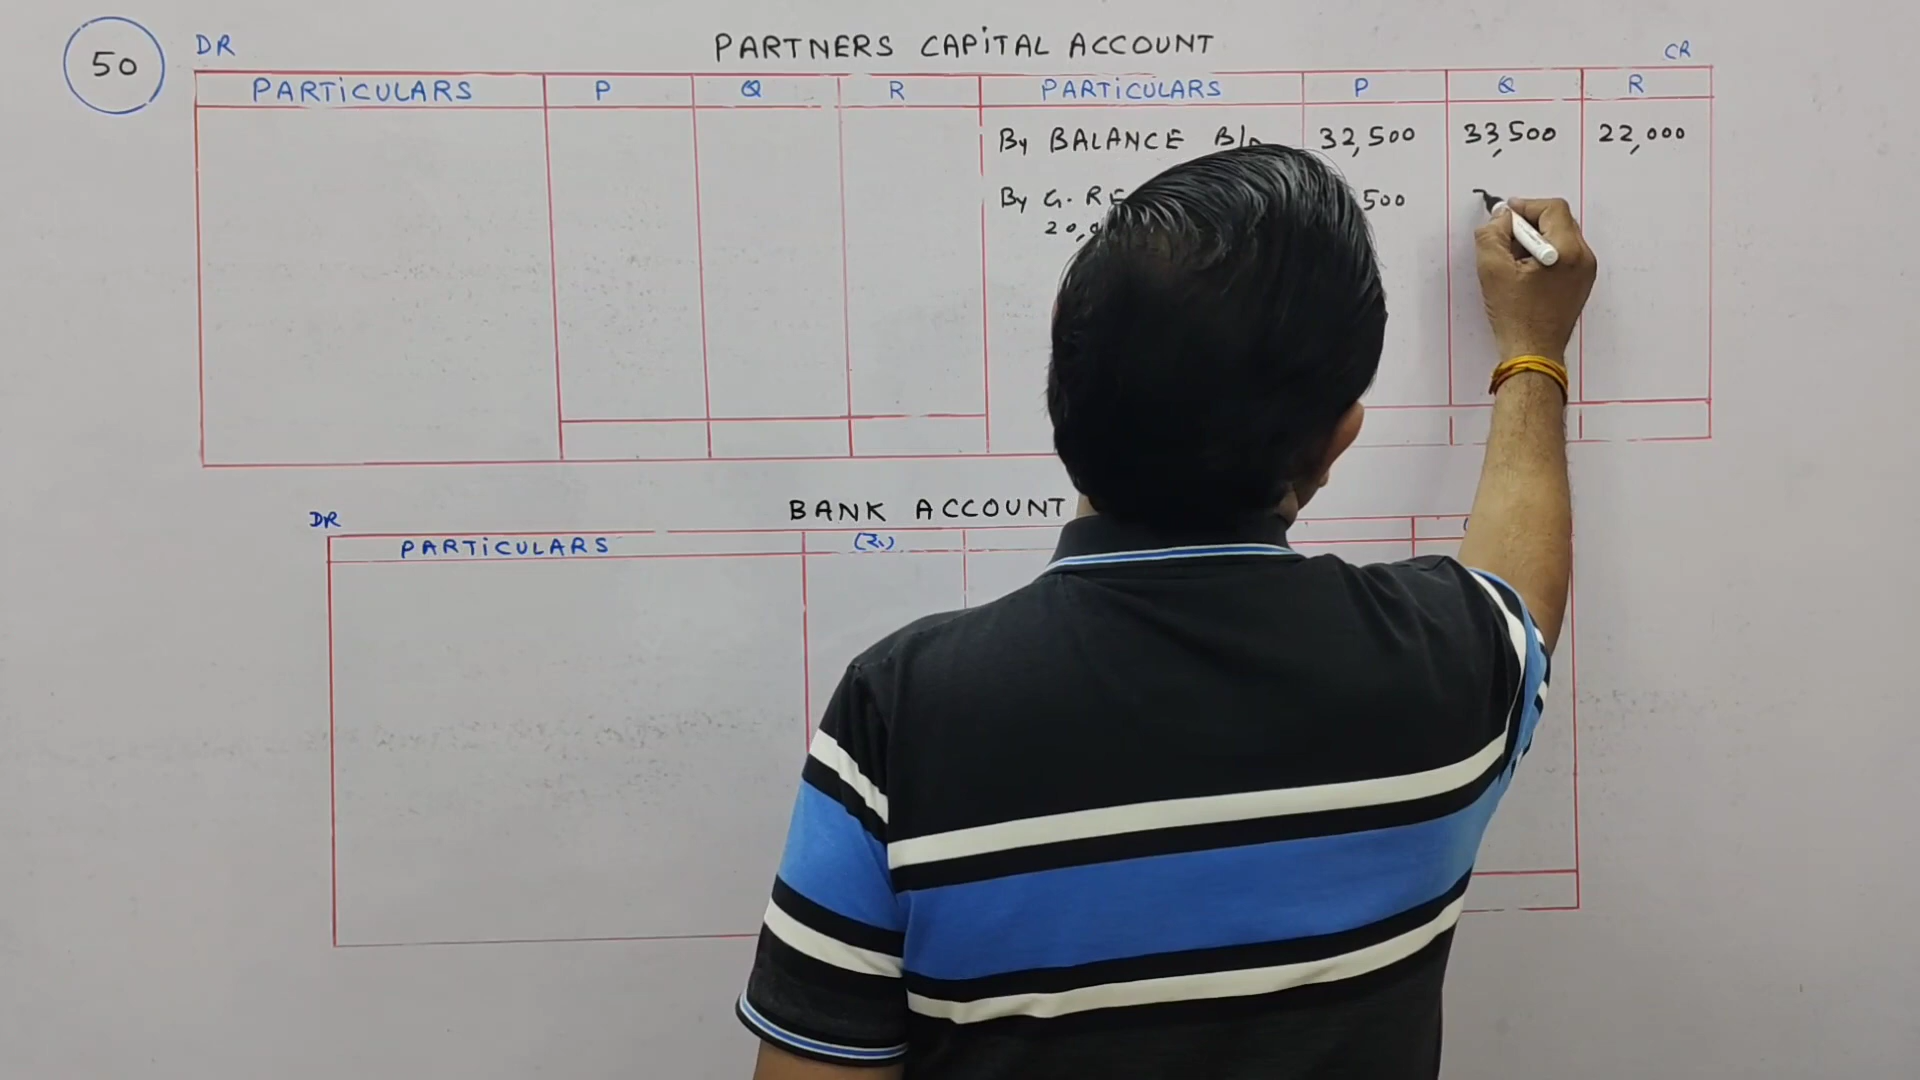 50
DR PARTNERS CAPITAL ACCOUNT CR
PARTICULARS P Q R PARTICULARS P Q R
By BALANCE 32,500 33,500 22,000
By G. 500
DR BANK ACCOUNT
PARTICULARS (Rs.)